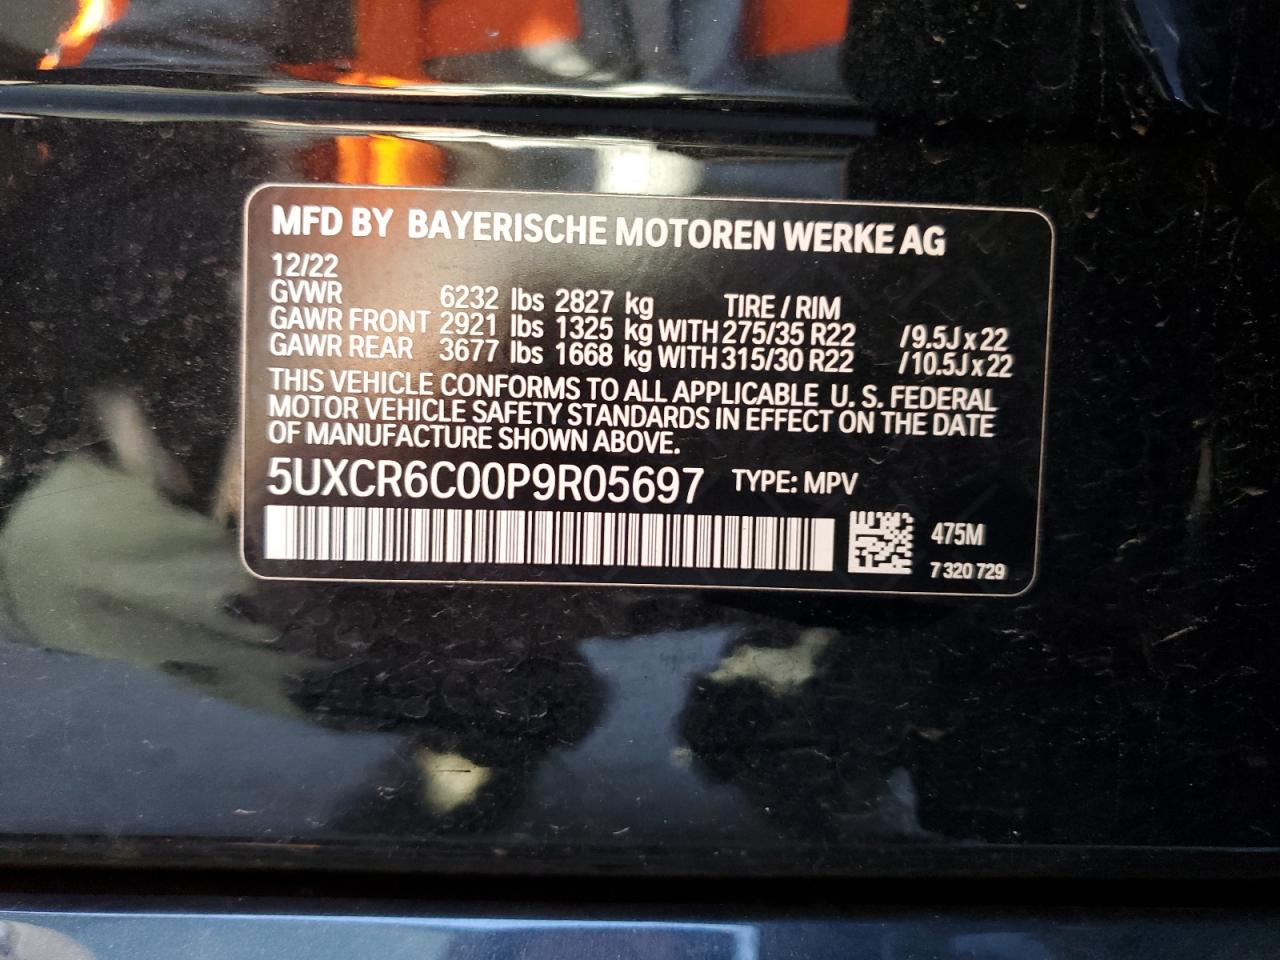 MFD BY BAYERISCHE MOTOREN WERKE AG
12/22
GVWR 6232 lbs 2827 kg TIRE / RIM
GAWR FRONT 2921 lbs 1325 kg WITH 275/35 R22 /9.5J x 22
GAWR REAR 3677 lbs 1668 kg WITH 315/30 R22 /10.5J x 22
THIS VEHICLE CONFORMS TO ALL APPLICABLE U. S. FEDERAL
MOTOR VEHICLE SAFETY STANDARDS IN EFFECT ON THE DATE
OF MANUFACTURE SHOWN ABOVE.
5UXCR6C00P9R05697 TYPE: MPV
475M
7 320 729